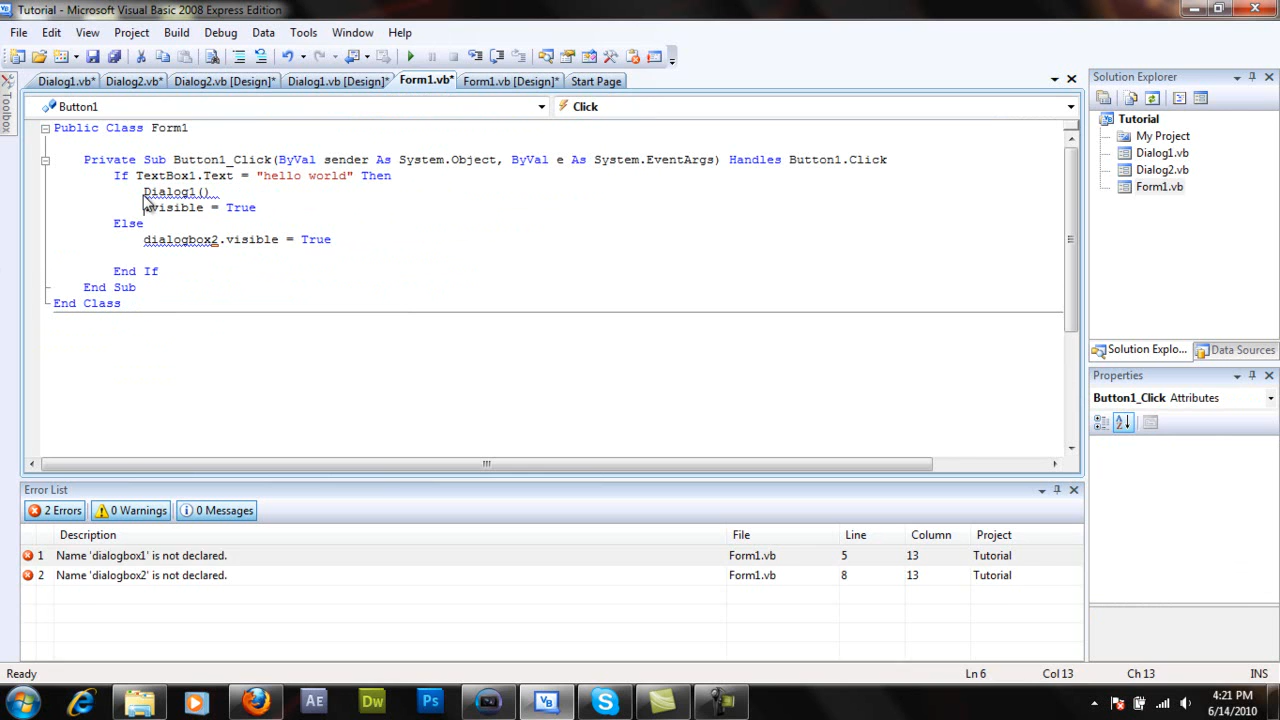 Tutorial - Microsoft Visual Basic 2008 Express Edition
File Edit View Project Build Debug Data Tools Window Help
Dialog1.vb* Dialog2.vb* Dialog2.vb [Design]* Dialog1.vb [Design]* Form1.vb* Form1.vb [Design]* Start Page
Toolbox
Button1 Click
Public Class Form1
Private Sub Button1_Click(ByVal sender As System.Object, ByVal e As System.EventArgs) Handles Button1.Click
If TextBox1.Text = "hello world" Then
Dialog1()
.visible = True
Else
dialogbox2.visible = True
End If
End Sub
End Class
Solution Explorer
Tutorial
My Project
Dialog1.vb
Dialog2.vb
Form1.vb
Solution Explo... Data Sources
Properties
Button1_Click Attributes
Error List
2 Errors 0 Warnings 0 Messages
Description File Line Column Project
1 Name 'dialogbox1' is not declared. Form1.vb 5 13 Tutorial
2 Name 'dialogbox2' is not declared. Form1.vb 8 13 Tutorial
Ready Ln 6 Col 13 Ch 13 INS
Ae Dw Ps VB
4:21 PM
6/14/2010